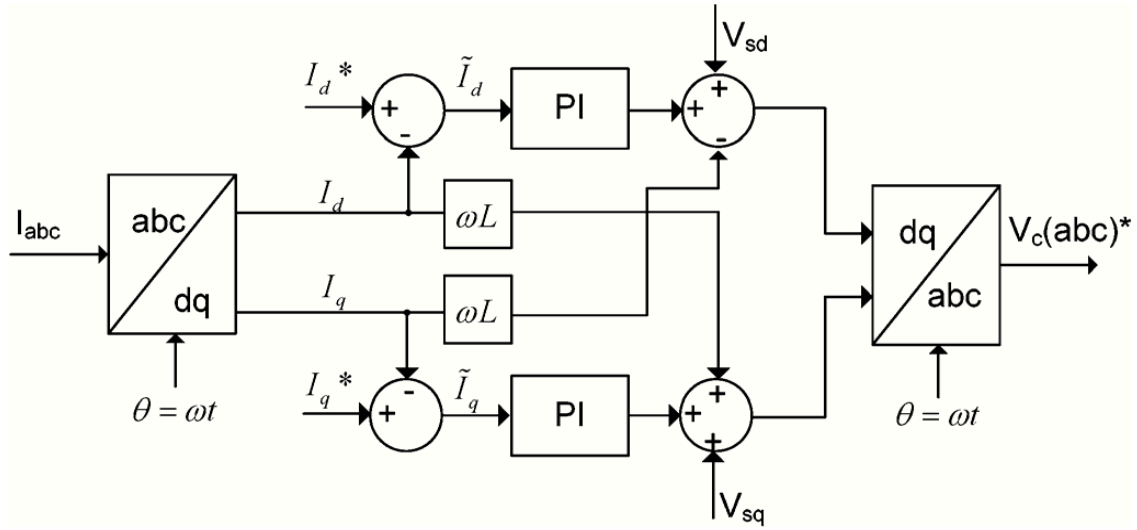 V_sd
I_d *
Ĩ_d
+
-
PI
+
+
-
I_abc
abc
dq
I_d
ωL
I_q
ωL
dq
abc
V_c(abc)*
θ = ωt
I_q *
-
+
Ĩ_q
PI
+
+
+
θ = ωt
V_sq